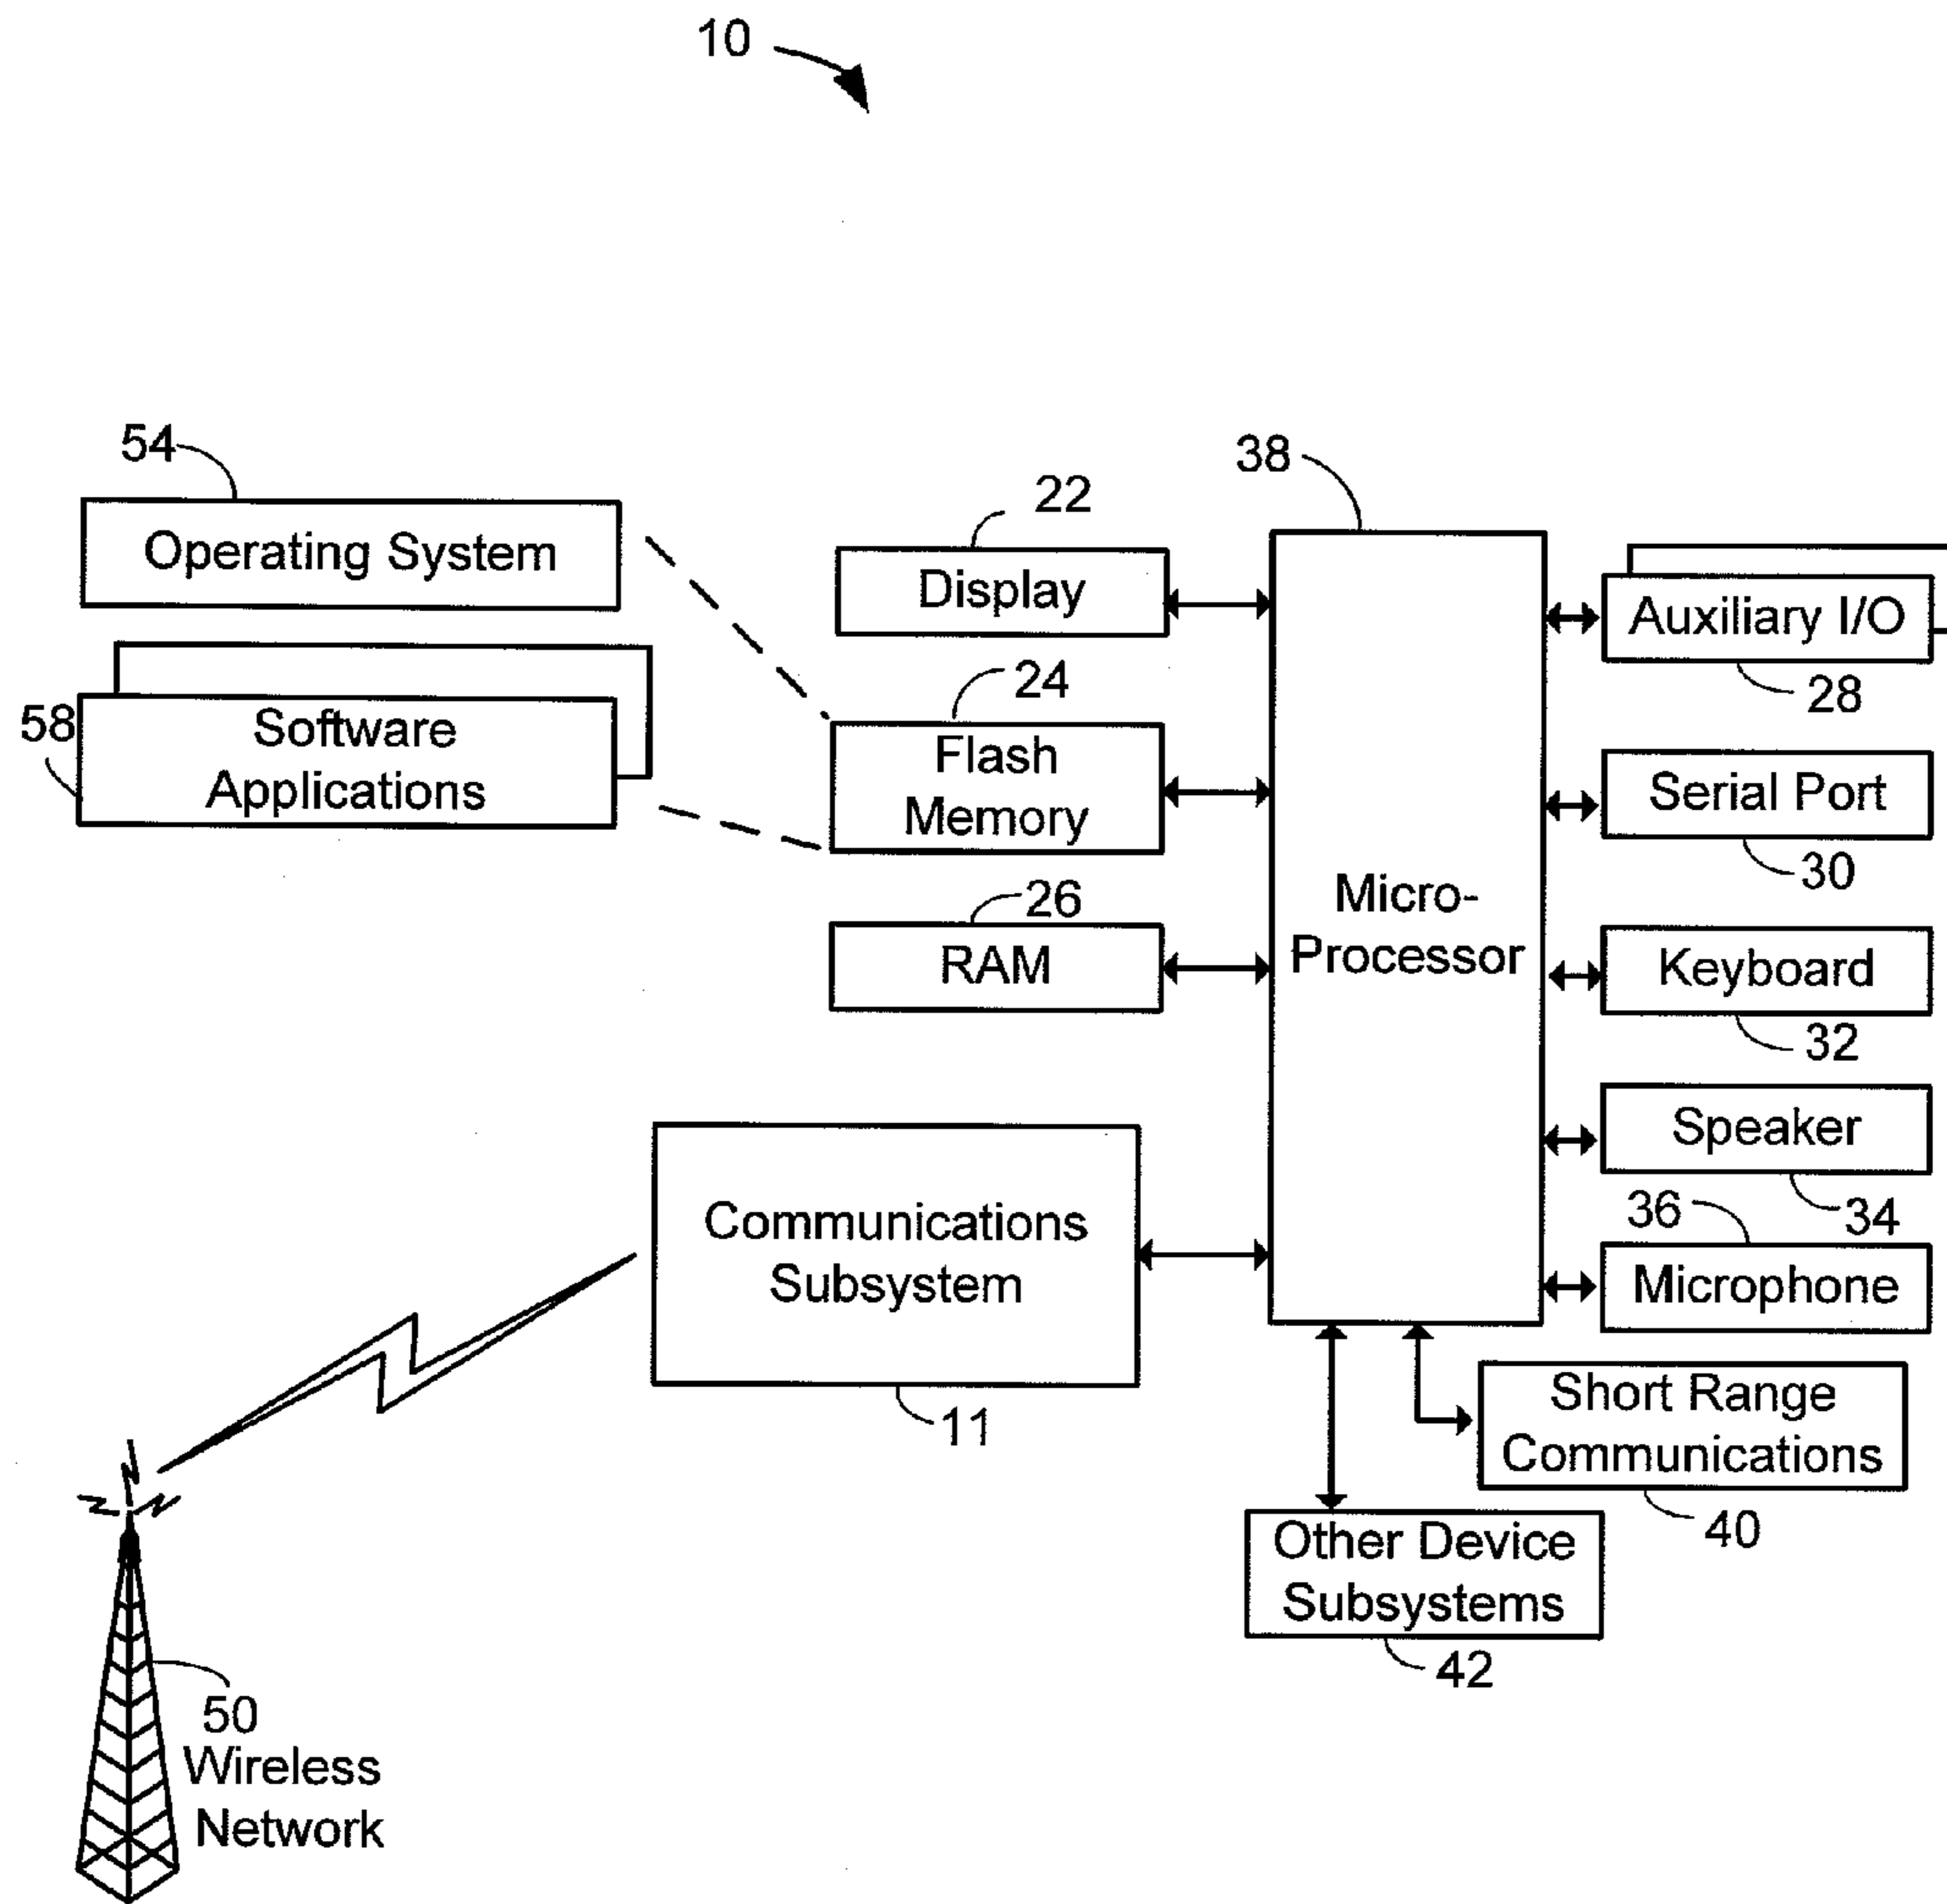 10
54
Operating System
58
Software
Applications
22
Display
24
Flash
Memory
26
RAM
38
Micro-
Processor
Auxiliary I/O
28
Serial Port
30
Keyboard
32
Speaker
34
36
Microphone
Communications
Subsystem
11
Short Range
Communications
40
Other Device
Subsystems
42
50
Wireless
Network